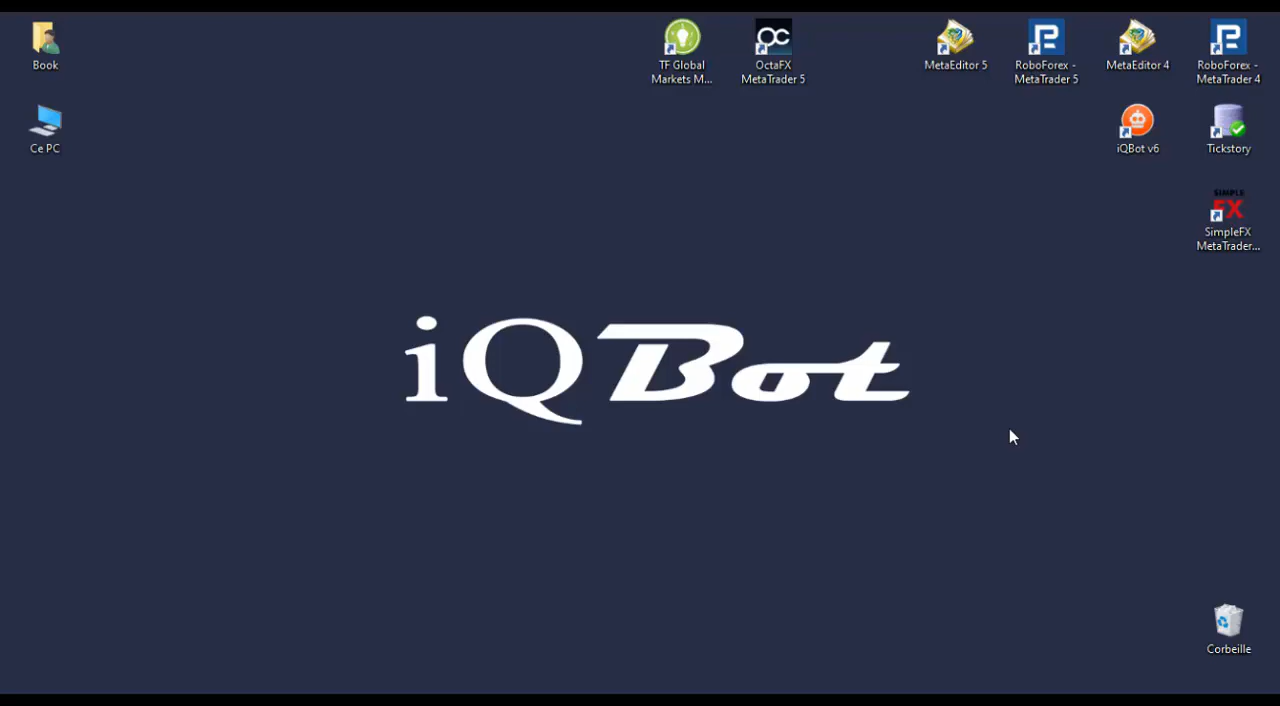 Book
TF Global
Markets M...
OctaFX
MetaTrader 5
MetaEditor 5
RoboForex -
MetaTrader 5
MetaEditor 4
RoboForex -
MetaTrader 4
Ce PC
iQBot v6
Tickstory
SIMPLE
FX
SimpleFX
MetaTrader...
iQBot
Corbeille